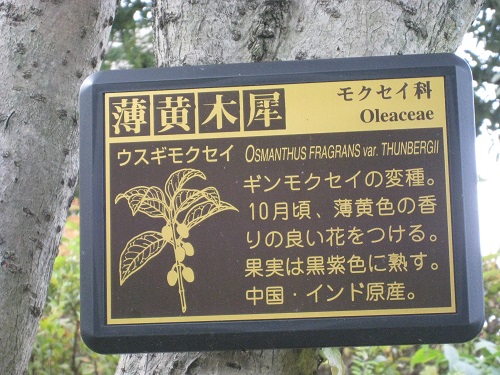 薄黄木犀
モクセイ科
Oleaceae
ウスギモクセイ OSMANTHUS FRAGRANS var. THUNBERGII
ギンモクセイの変種。
10月頃、薄黄色の香
りの良い花をつける。
果実は黒紫色に熟す。
中国・インド原産。